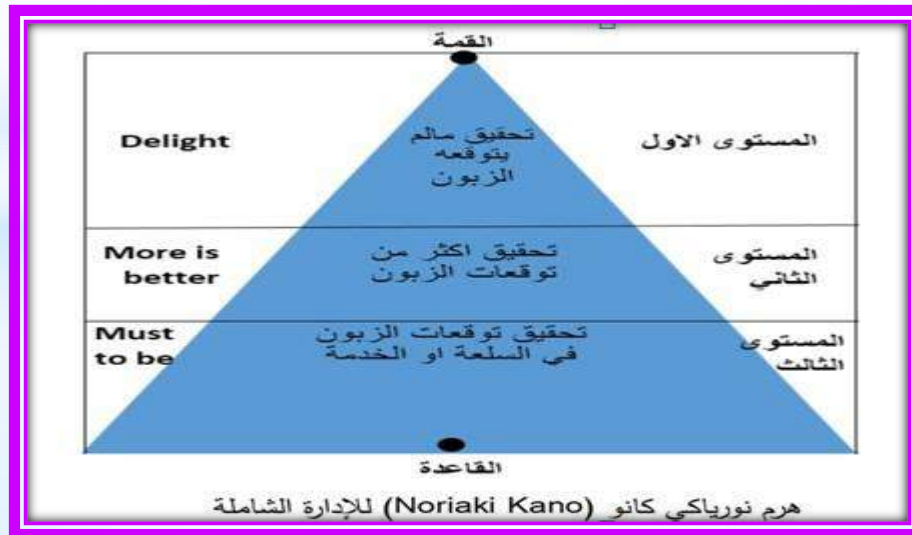 القمة
Delight
تحقيق مالم
يتوقعه
الزبون
المستوى الاول
More is
better
تحقيق اكثر من
توقعات الزبون
المستوى
الثاني
Must
to be
تحقيق توقعات الزبون
في السلعة او الخدمة
المستوى
الثالث
القاعدة
هرم نورياكي كانو (Noriaki Kano) للإدارة الشاملة